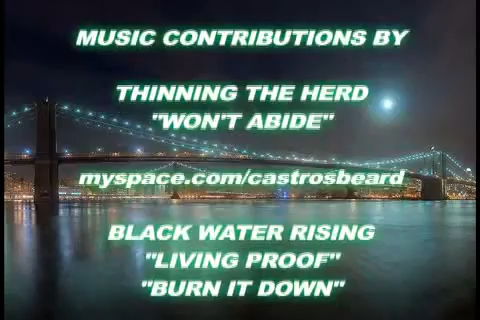 MUSIC CONTRIBUTIONS BY
THINNING THE HERD
"WON'T ABIDE"
myspace.com/castrosbeard
BLACK WATER RISING
"LIVING PROOF"
"BURN IT DOWN"